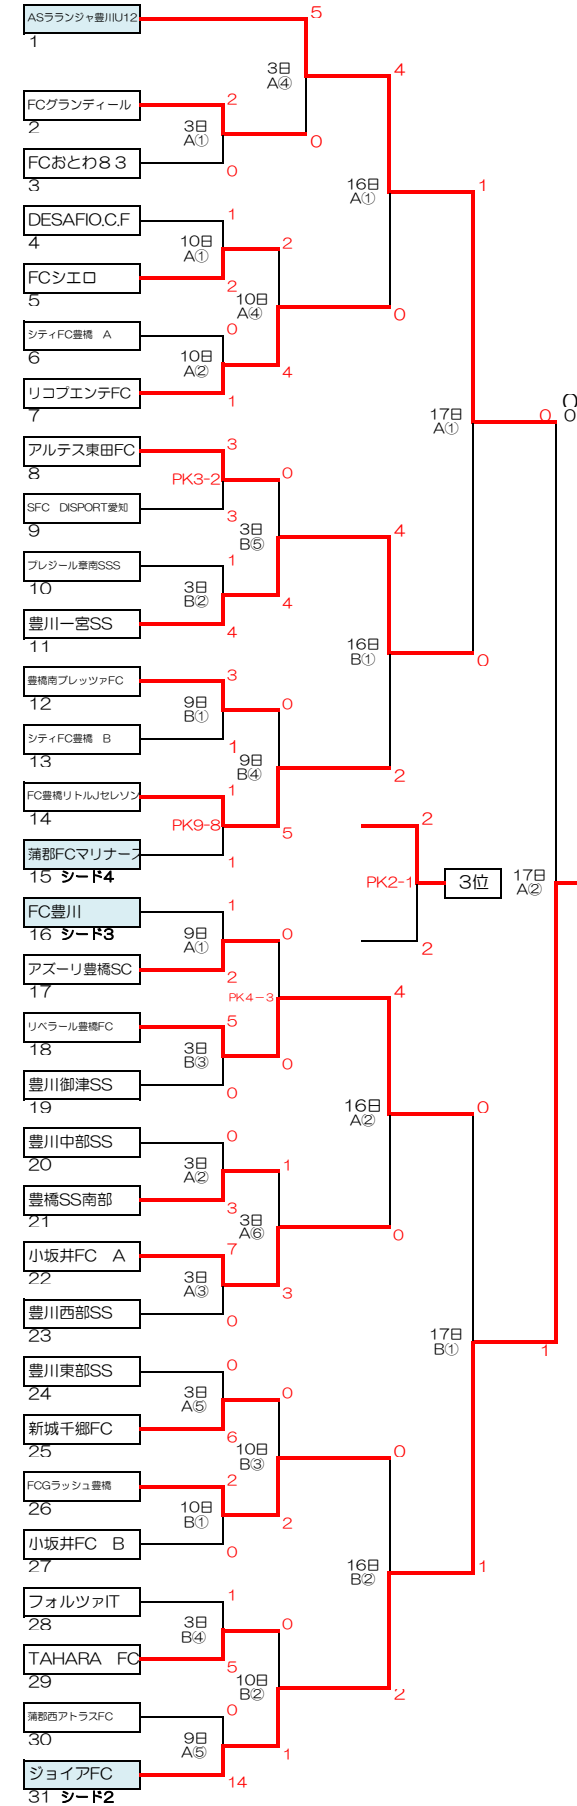 ASラランジャ豊川U12
5
1
3日
A④
4
FCグランディール
2
2
3日
A①
0
FCおとわ８３
0
3
16日
A①
1
DESAFIO.C.F
1
4
10日
A①
2
FCシエロ
2
5
10日
A④
0
シティFC豊橋　A
0
6
10日
A②
4
リコプエンテFC
1
7
17日
A①
0
0
アルテス東田FC
3
8
PK3-2
0
SFC　DISPORT愛知
3
9
3日
B⑤
4
プレジール章南SSS
1
10
3日
B②
4
豊川一宮SS
4
11
16日
B①
0
豊橋南プレッツァFC
3
12
9日
B①
0
シティFC豊橋　B
1
13
9日
B④
2
FC豊橋リトルJセレソン
1
14
PK9-8
5
蒲郡FCマリナーズ
1
15 シード4
2
PK2-1
3位
2
17日
A②
FC豊川
1
16 シード3
9日
A①
0
アズーリ豊橋SC
2
17
PK4-3
4
リベラール豊橋FC
5
18
3日
B③
0
豊川御津SS
0
19
16日
A②
0
豊川中部SS
0
20
3日
A②
1
豊橋SS南部
3
21
3日
A⑥
0
小坂井FC　A
7
22
3日
A③
3
豊川西部SS
0
23
17日
B①
1
豊川東部SS
0
24
3日
A⑤
0
新城千郷FC
6
25
10日
B③
0
FCGラッシュ豊橋
2
26
10日
B①
2
小坂井FC　B
0
27
16日
B②
1
フォルツァIT
1
28
3日
B④
0
TAHARA　FC
5
29
10日
B②
2
蒲郡西アトラスFC
0
30
9日
A⑤
1
ジョイアFC
14
31 シード2